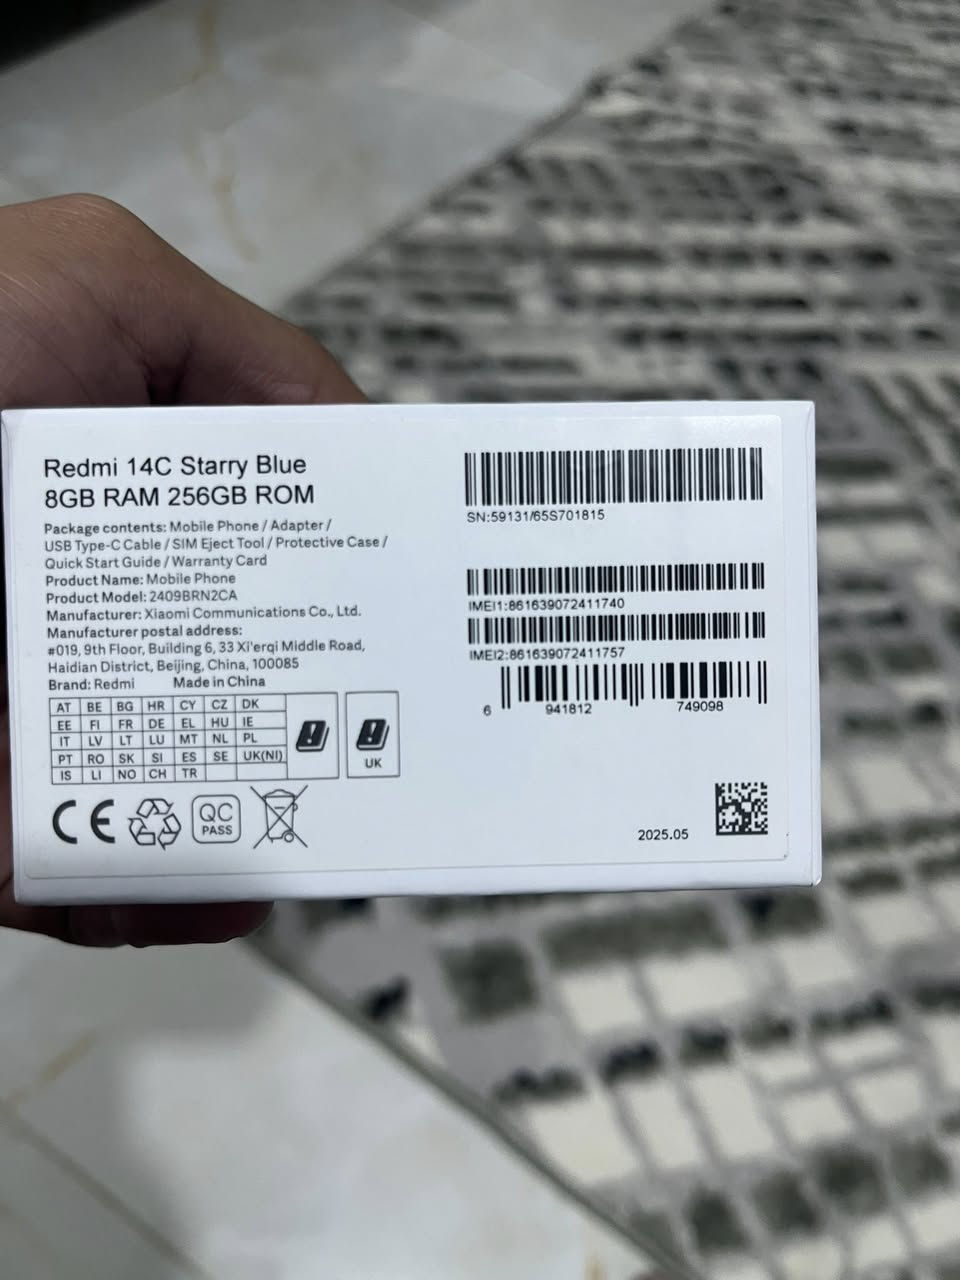 Redmi 14C Starry Blue
8GB RAM 256GB ROM
Package contents: Mobile Phone / Adapter /
USB Type-C Cable / SIM Eject Tool / Protective Case /
Quick Start Guide / Warranty Card
Product Name: Mobile Phone
Product Model: 2409BRN2CA
Manufacturer: Xiaomi Communications Co., Ltd.
Manufacturer postal address:
#019, 9th Floor, Building 6, 33 Xi'erqi Middle Road,
Haidian District, Beijing, China, 100085
Brand: Redmi Made in China
AT BE BG HR CY CZ DK
EE FI FR DE EL HU IE
IT LV LT LU MT NL PL
PT RO SK SI ES SE UK(NI)
IS LI NO CH TR
UK
CE
QC
PASS
SN:59131/65S701815
IMEI1:861639072411740
IMEI2:861639072411757
6 941812 749098
2025.05